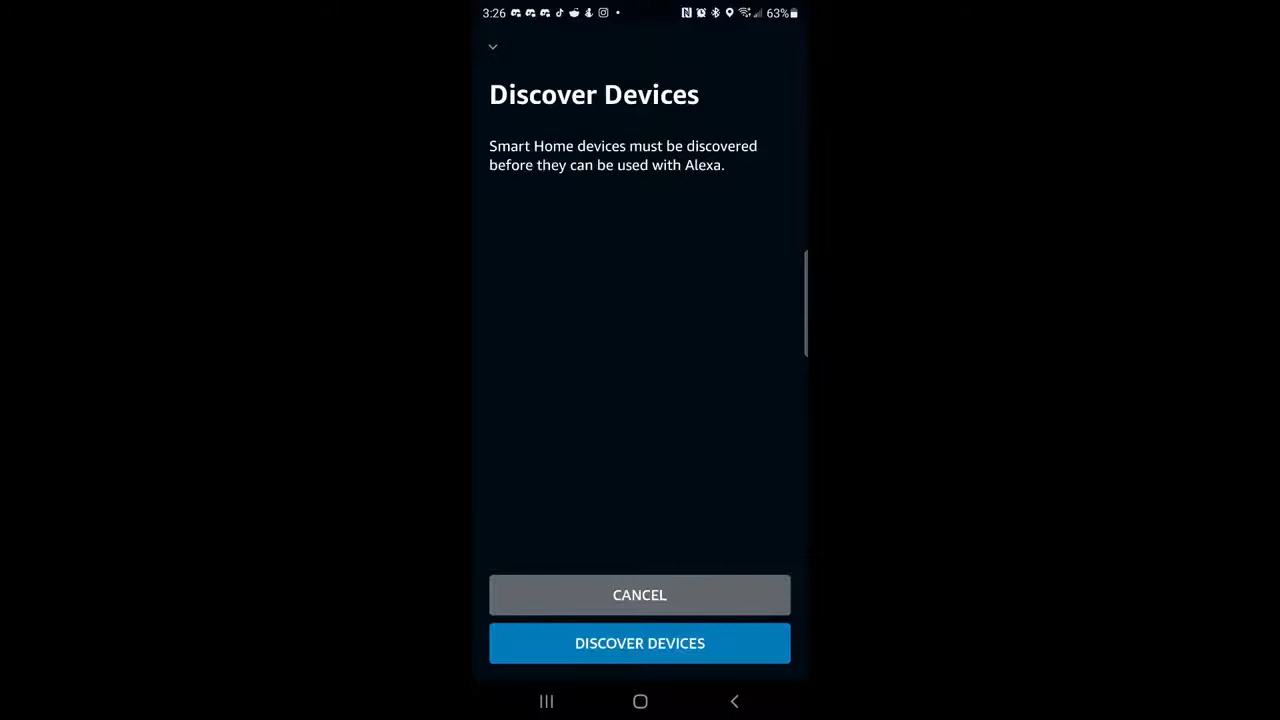 3:26 63%
Discover Devices
Smart Home devices must be discovered
before they can be used with Alexa.
CANCEL
DISCOVER DEVICES